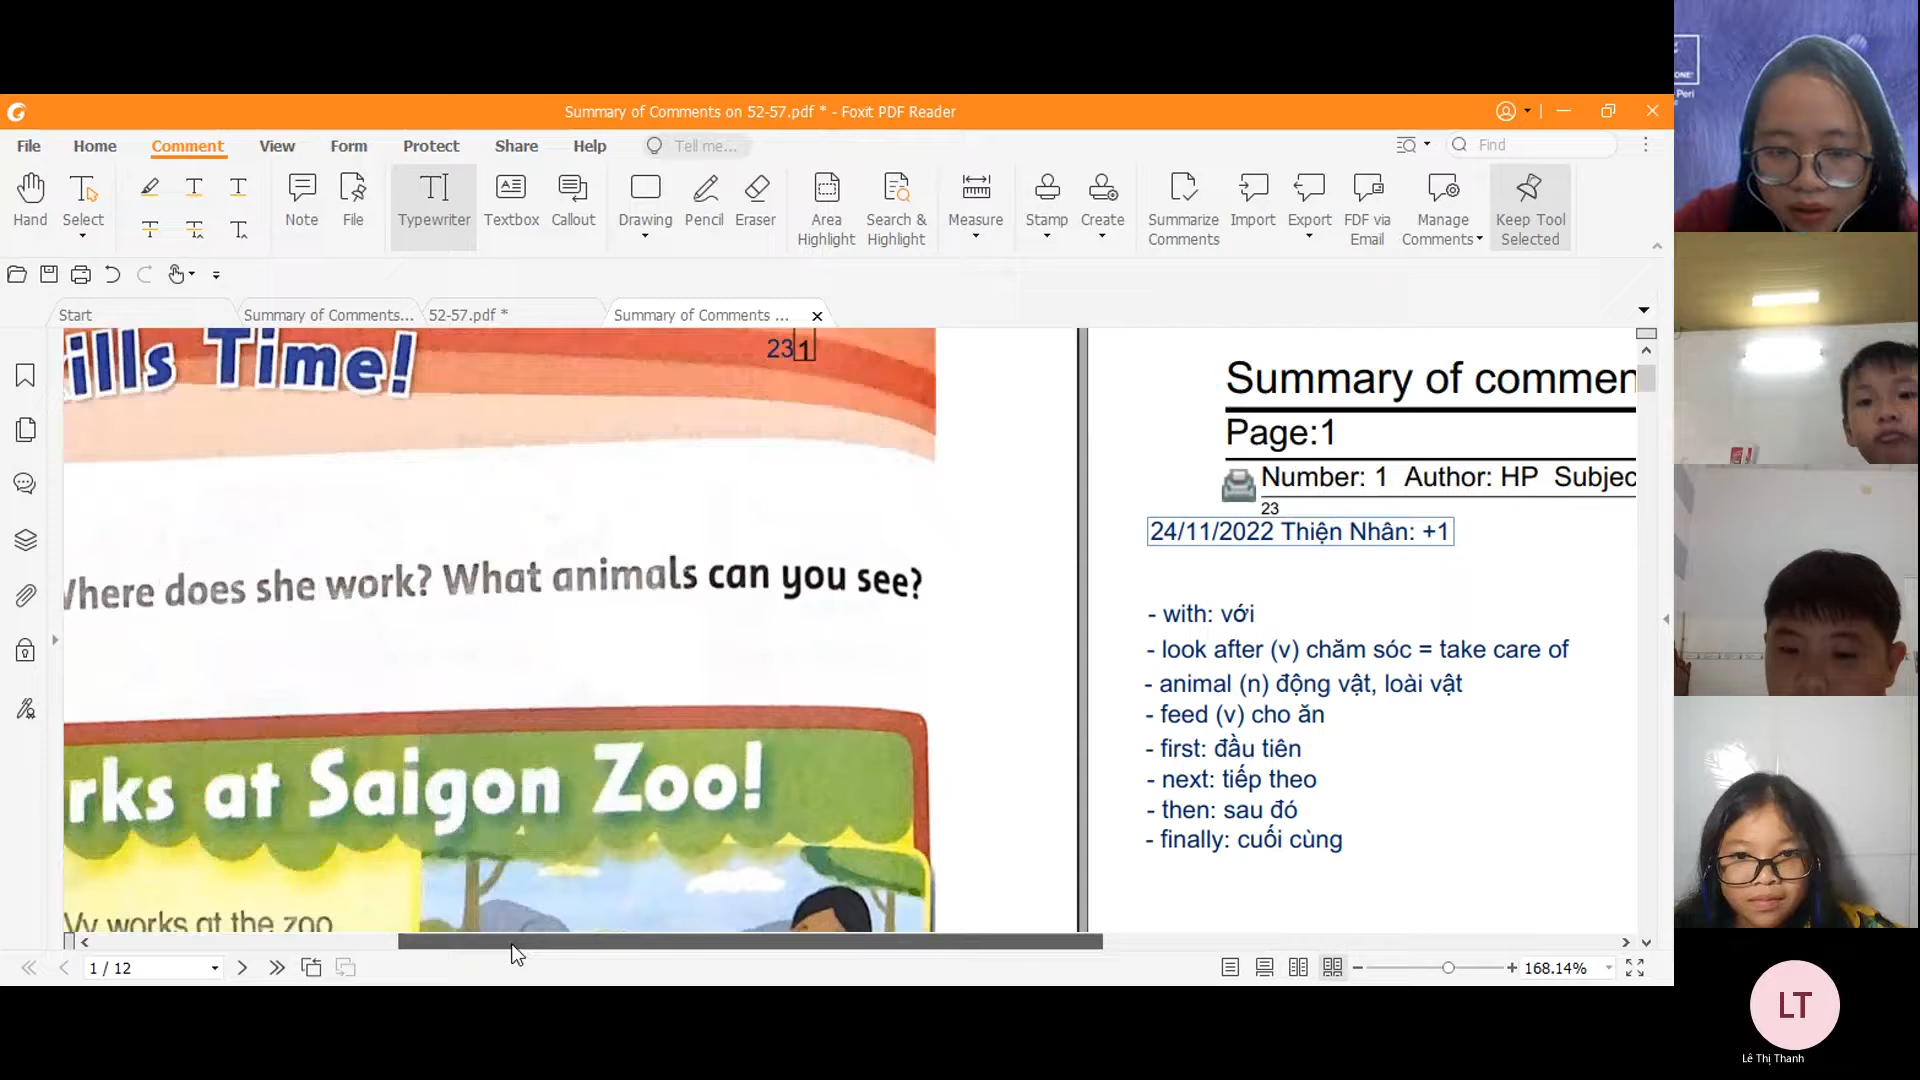 Summary of Comments on 52-57.pdf * - Foxit PDF Reader
File Home Comment View Form Protect Share Help Tell me... Find
Hand Select Note File Typewriter Textbox Callout Drawing Pencil Eraser Area Highlight Search & Highlight Measure Stamp Create Summarize Comments Import Export FDF via Email Manage Comments Keep Tool Selected
Start Summary of Comments... 52-57.pdf * Summary of Comments ...
ills Time!
231
here does she work? What animals can you see?
rks at Saigon Zoo!
Vy works at the zoo
Summary of commen
Page:1
Number: 1 Author: HP Subjec
23
24/11/2022 Thiện Nhân: +1
- with: với
- look after (v) chăm sóc = take care of
- animal (n) động vật, loài vật
- feed (v) cho ăn
- first: đầu tiên
- next: tiếp theo
- then: sau đó
- finally: cuối cùng
1 / 12
168.14%
ONE
Peri
LT
Lê Thị Thanh